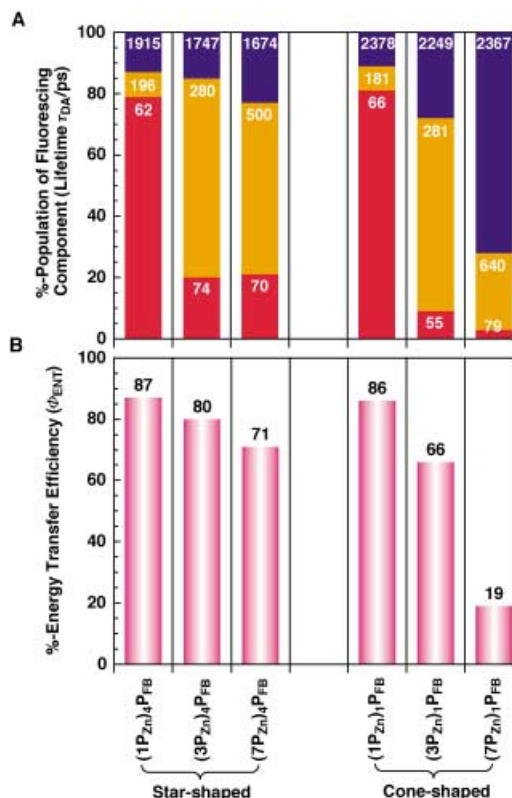 A
%-Population of Fluorescing
Component (Lifetime τDA/ps)
100
80
60
40
20
0
1915 1747 1674 2378 2249 2367
196 280 500 181 281 640
62 74 70 66 55 79
B
%-Energy Transfer Efficiency (ΦENT)
100
80
60
40
20
0
87 80 71 86 66 19
(1PZn)4PFB
(3PZn)4PFB
(7PZn)4PFB
(1PZn)1PFB
(3PZn)1PFB
(7PZn)1PFB
Star-shaped Cone-shaped